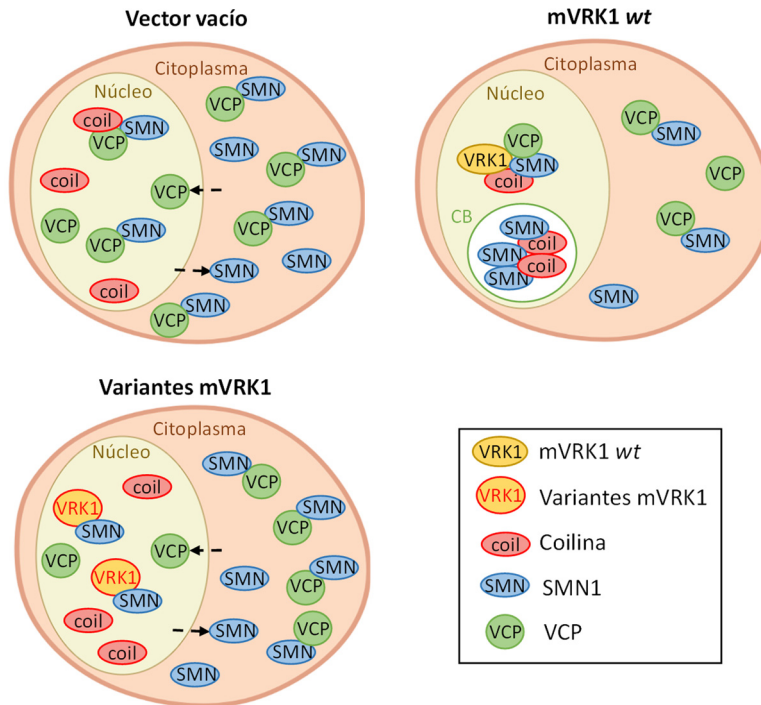 Vector vacío
Citoplasma
Núcleo
coil
SMN
VCP
VCP
SMN
SMN
SMN
VCP
coil
VCP
VCP
VCP
SMN
VCP
SMN
SMN
SMN
coil
SMN
VCP
mVRK1 wt
Citoplasma
Núcleo
VCP
VRK1
SMN
coil
VCP
SMN
VCP
CB
SMN
coil
SMN
coil
SMN
VCP
SMN
SMN
Variantes mVRK1
Citoplasma
Núcleo
coil
VRK1
SMN
VCP
VCP
VRK1
SMN
coil
coil
SMN
VCP
SMN
VCP
SMN
SMN
VCP
SMN
VCP
SMN
SMN
VRK1 mVRK1 wt
VRK1 Variantes mVRK1
coil Coilina
SMN SMN1
VCP VCP